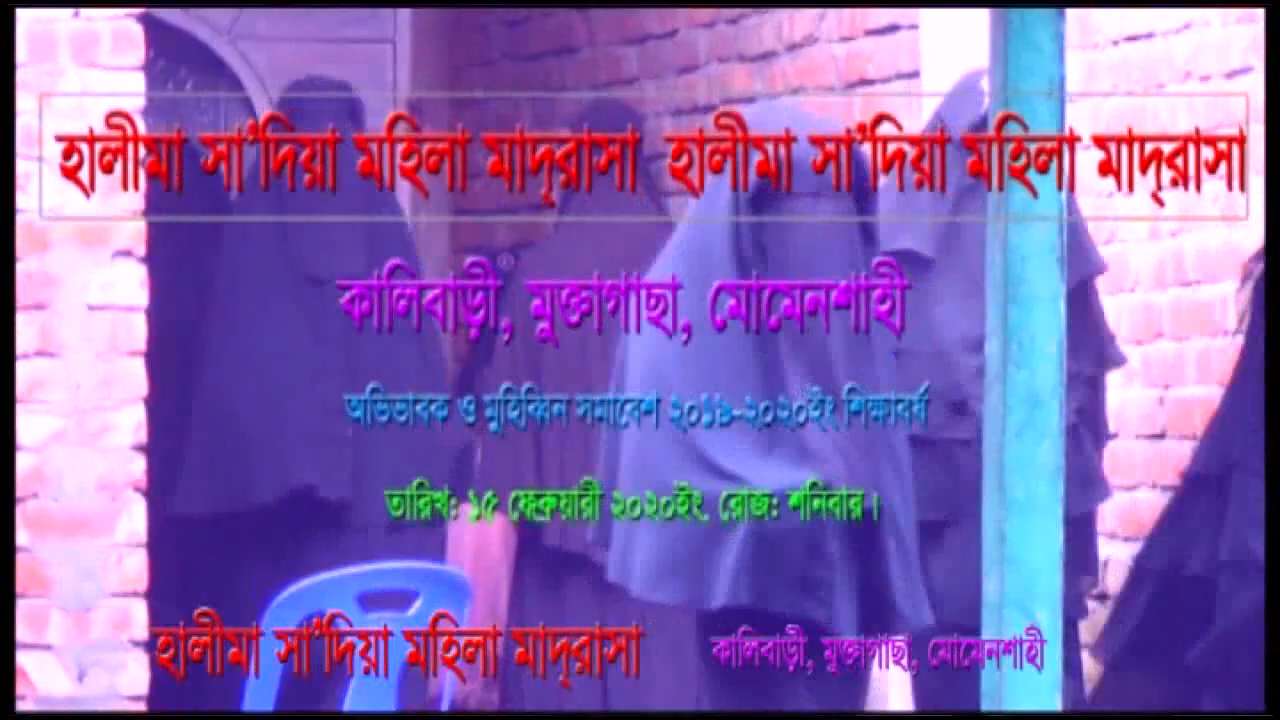 হালীমা সা'দিয়া মহিলা মাদ্‌রাসা হালীমা সা'দিয়া মহিলা মাদ্‌রাসা
কালিবাড়ী, মুক্তাগাছা, মোমেনশাহী
অভিভাবক ও মুহিব্বিন সমাবেশ ২০১৯-২০২০ইং শিক্ষাবর্ষ
তারিখ: ১৫ ফেব্রুয়ারী ২০২০ইং. রোজ: শনিবার।
হালীমা সা'দিয়া মহিলা মাদ্‌রাসা
কালিবাড়ী, মুক্তাগাছা, মোমেনশাহী